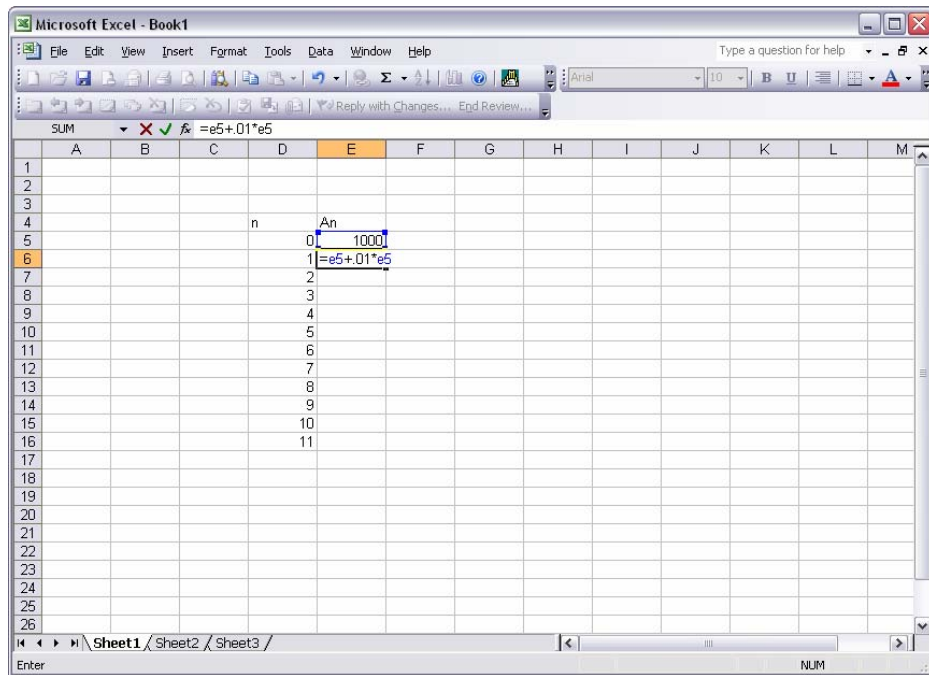 Microsoft Excel - Book1
File Edit View Insert Format Tools Data Window Help Type a question for help
Arial 10 B U A
Reply with Changes... End Review...
SUM fx =e5+.01*e5
A B C D E F G H I J K L M
1
2
3
4 n An
5 0 1000
6 1 =e5+.01*e5
7 2
8 3
9 4
10 5
11 6
12 7
13 8
14 9
15 10
16 11
17
18
19
20
21
22
23
24
25
26
Sheet1 / Sheet2 / Sheet3 /
Enter NUM